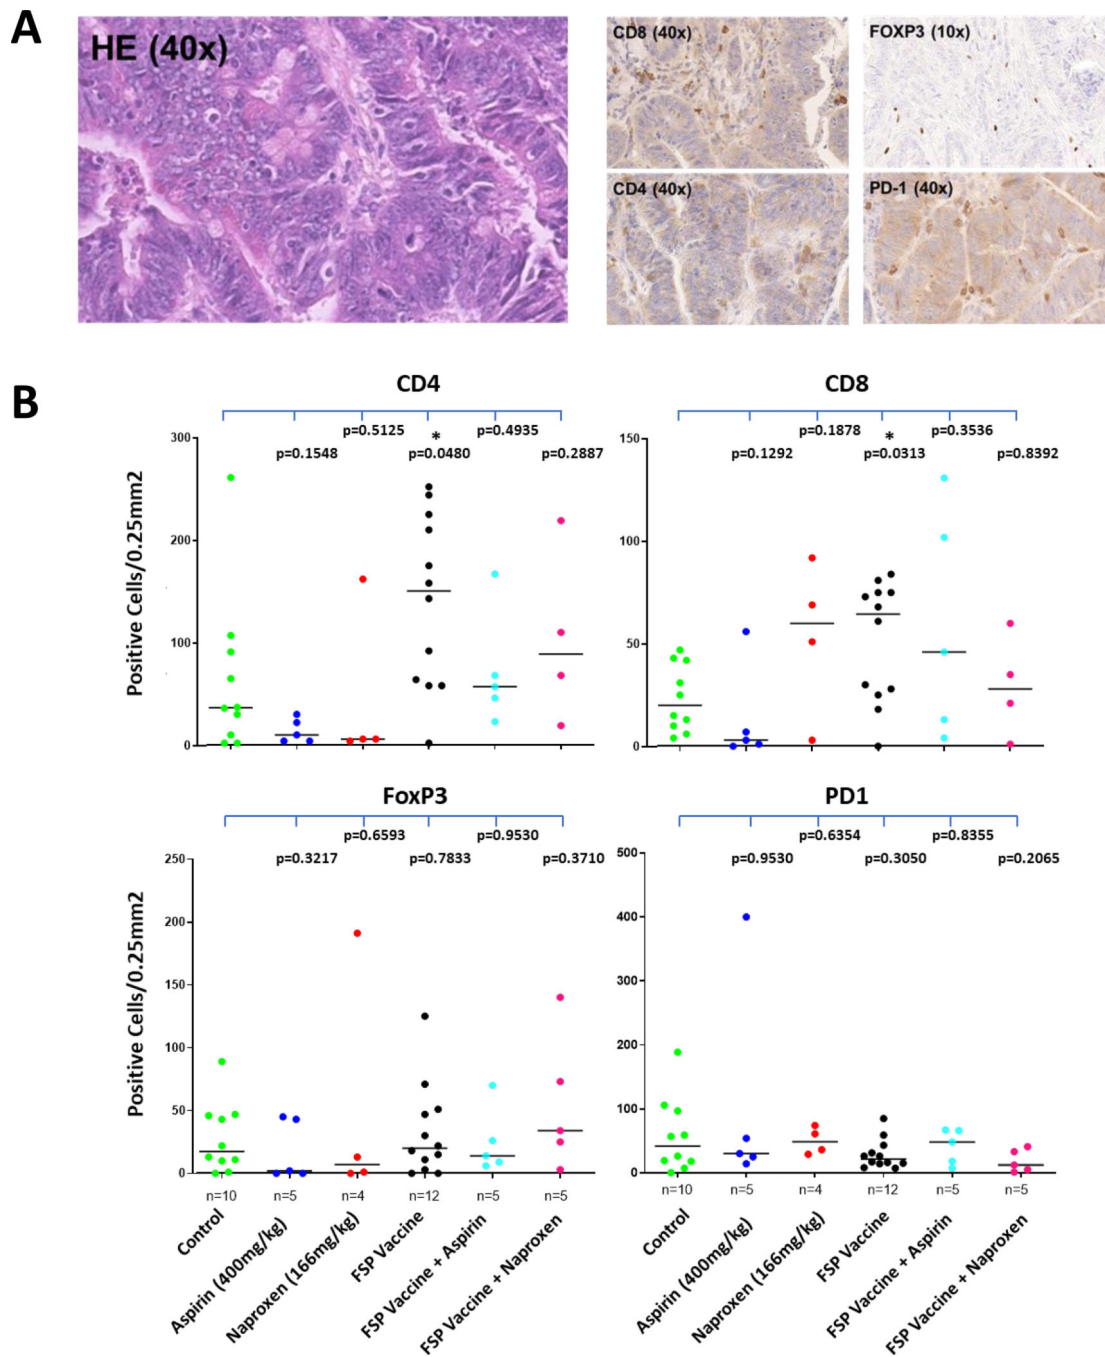 A
HE (40x)
CD8 (40x)
FOXP3 (10x)
CD4 (40x)
PD-1 (40x)
B
CD4
p=0.5125 * p=0.4935
p=0.1548 p=0.0480 p=0.2887
Positive Cells/0.25mm2
300
200
100
0
CD8
p=0.1878 * p=0.3536
p=0.1292 p=0.0313 p=0.8392
150
100
50
0
FoxP3
p=0.6593 p=0.9530
p=0.3217 p=0.7833 p=0.3710
Positive Cells/0.25mm2
250
200
150
100
50
0
n=10 n=5 n=4 n=12 n=5 n=5
Control
Aspirin (400mg/kg)
Naproxen (166mg/kg)
FSP Vaccine
FSP Vaccine + Aspirin
FSP Vaccine + Naproxen
PD1
p=0.6354 p=0.8355
p=0.9530 p=0.3050 p=0.2065
500
400
300
200
100
0
n=10 n=5 n=4 n=12 n=5 n=5
Control
Aspirin (400mg/kg)
Naproxen (166mg/kg)
FSP Vaccine
FSP Vaccine + Aspirin
FSP Vaccine + Naproxen